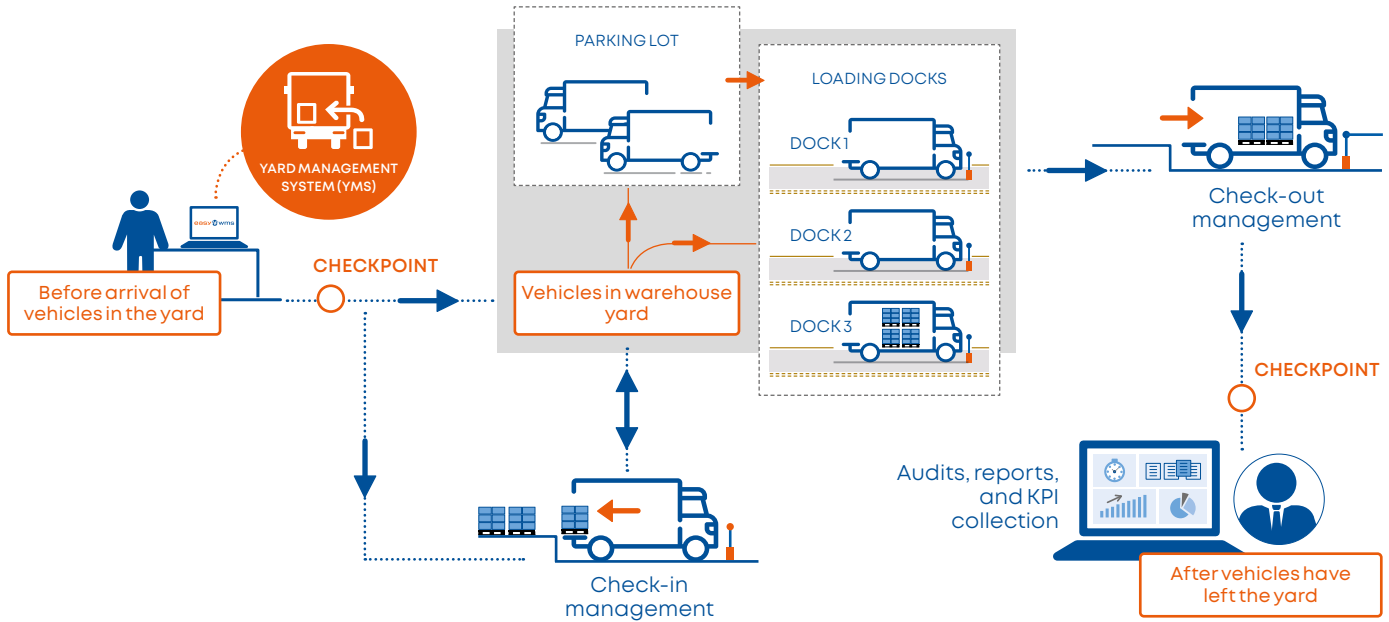 YARD MANAGEMENT
SYSTEM (YMS)
easy wms
Before arrival of
vehicles in the yard
CHECKPOINT
PARKING LOT
Vehicles in warehouse
yard
LOADING DOCKS
DOCK 1
DOCK 2
DOCK 3
Check-in
management
Check-out
management
CHECKPOINT
Audits, reports,
and KPI
collection
After vehicles have
left the yard